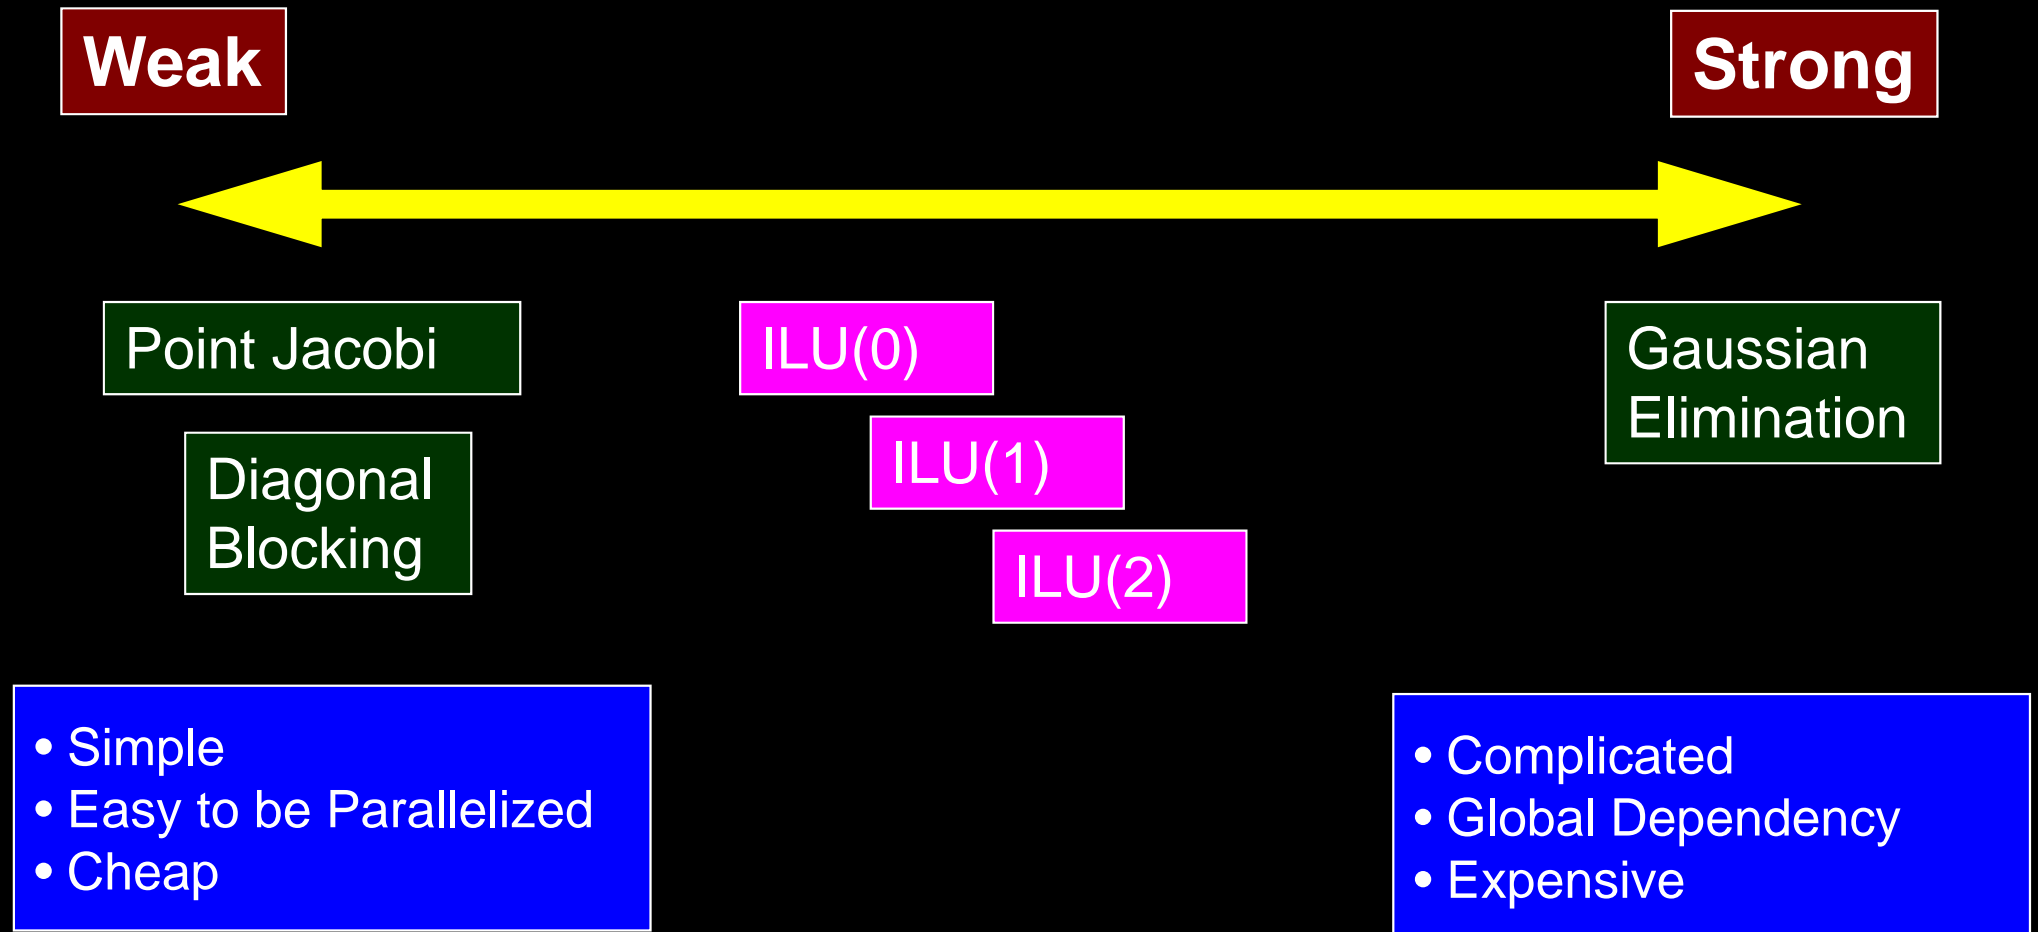 Weak
Strong
Point Jacobi
Diagonal
Blocking
ILU(0)
ILU(1)
ILU(2)
Gaussian
Elimination
• Simple
• Easy to be Parallelized
• Cheap
• Complicated
• Global Dependency
• Expensive